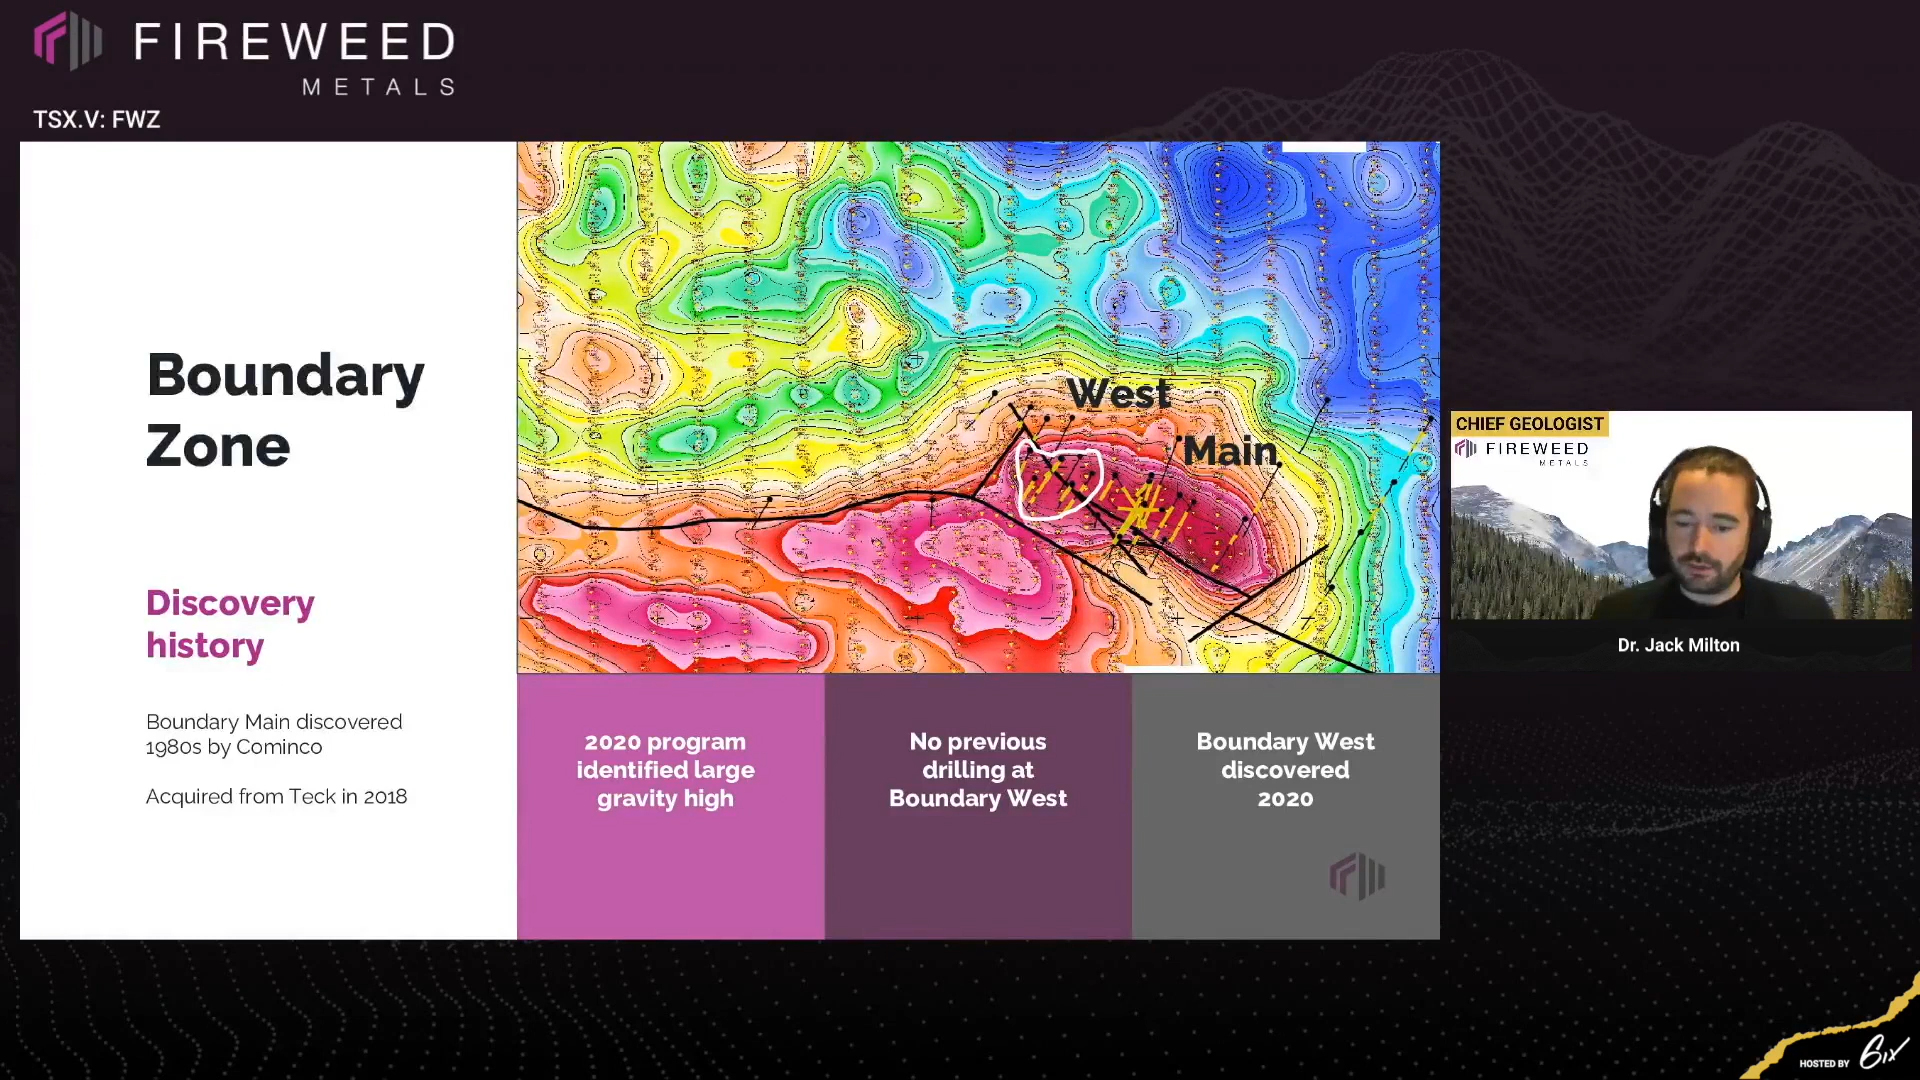 FIREWEED
METALS
TSX.V: FWZ
Boundary
Zone
Discovery
history
Boundary Main discovered
1980s by Cominco
Acquired from Teck in 2018
West
Main
2020 program
identified large
gravity high
No previous
drilling at
Boundary West
Boundary West
discovered
2020
CHIEF GEOLOGIST
FIREWEED
METALS
Dr. Jack Milton
HOSTED BY 6ix